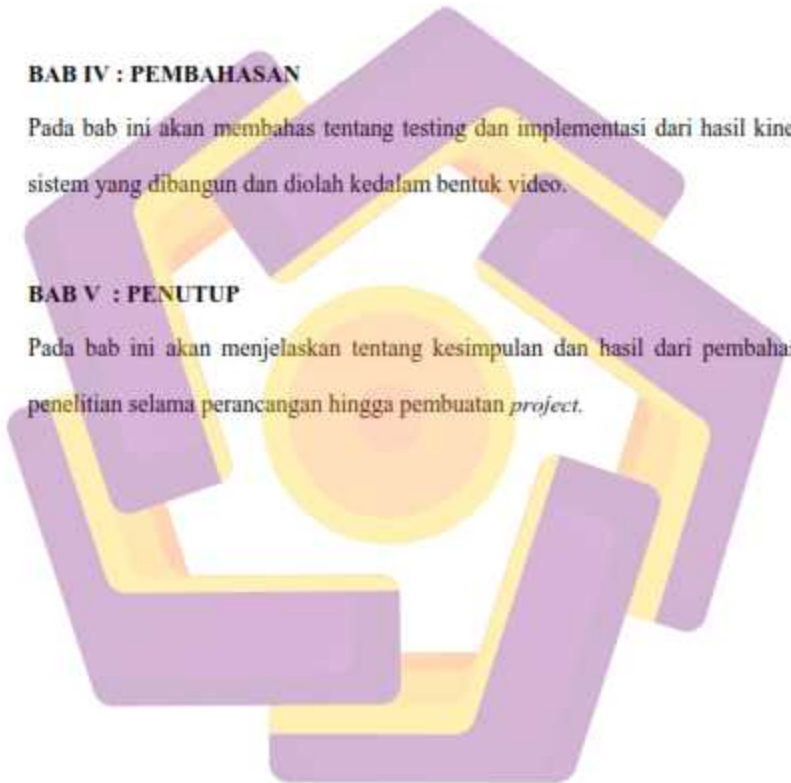 BAB IV : PEMBAHASAN
Pada bab ini akan membahas tentang testing dan implementasi dari hasil kine
sistem yang dibangun dan diolah kedalam bentuk video.
BAB V : PENUTUP
Pada bab ini akan menjelaskan tentang kesimpulan dan hasil dari pembahas
penelitian selama perancangan hingga pembuatan project.